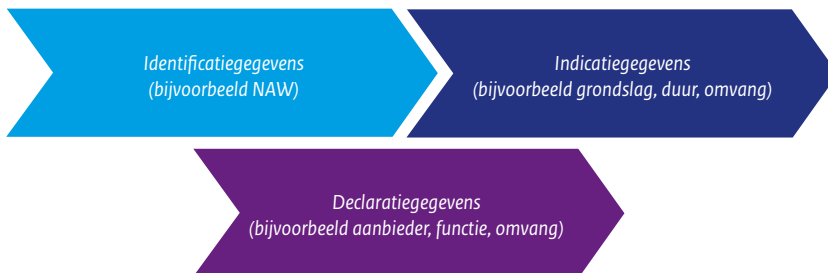 Identificatiegegevens
(bijvoorbeeld NAW)
Indicatiegegevens
(bijvoorbeeld grondslag, duur, omvang)
Declaratiegegevens
(bijvoorbeeld aanbieder, functie, omvang)